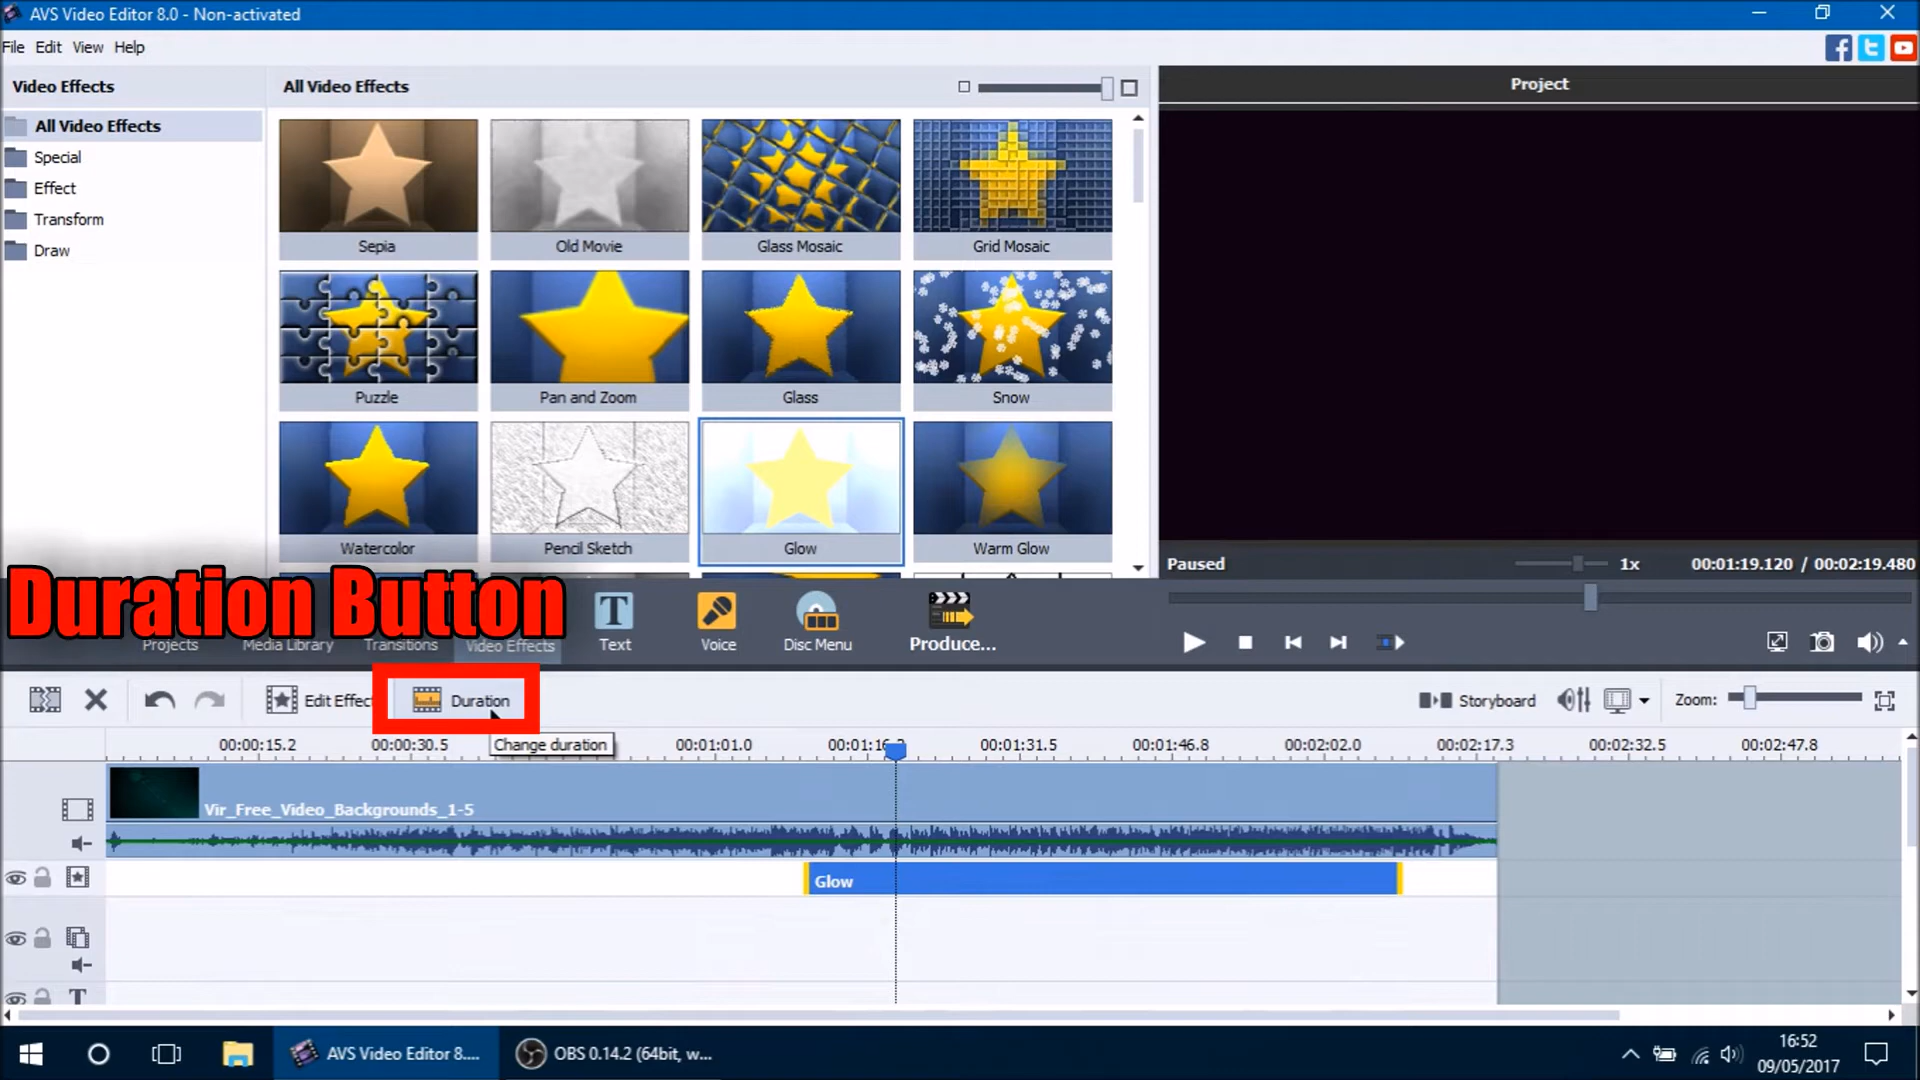 AVS Video Editor 8.0 - Non-activated
File Edit View Help
Video Effects
All Video Effects
Project
All Video Effects
Special
Effect
Transform
Draw
Sepia
Old Movie
Glass Mosaic
Grid Mosaic
Puzzle
Pan and Zoom
Glass
Snow
Watercolor
Pencil Sketch
Glow
Warm Glow
Paused
1x
00:01:19.120 / 00:02:19.480
Duration Button
Projects
Media Library
Transitions
Video Effects
Text
Voice
Disc Menu
Produce...
Edit Effect
Duration
Storyboard
Zoom:
Change duration
00:00:15.2
00:00:30.5
00:01:01.0
00:01:16.
00:01:31.5
00:01:46.8
00:02:02.0
00:02:17.3
00:02:32.5
00:02:47.8
Vir_Free_Video_Backgrounds_1-5
Glow
AVS Video Editor 8....
OBS 0.14.2 (64bit, w...
16:52
09/05/2017